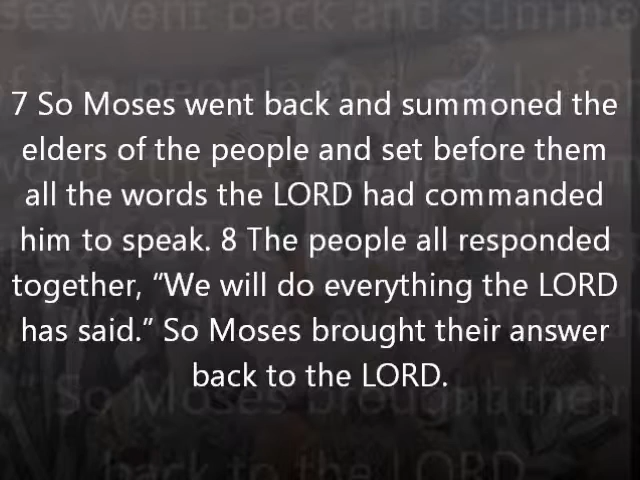 7 So Moses went back and summoned the
elders of the people and set before them
all the words the LORD had commanded
him to speak. 8 The people all responded
together, “We will do everything the LORD
has said.” So Moses brought their answer
back to the LORD.